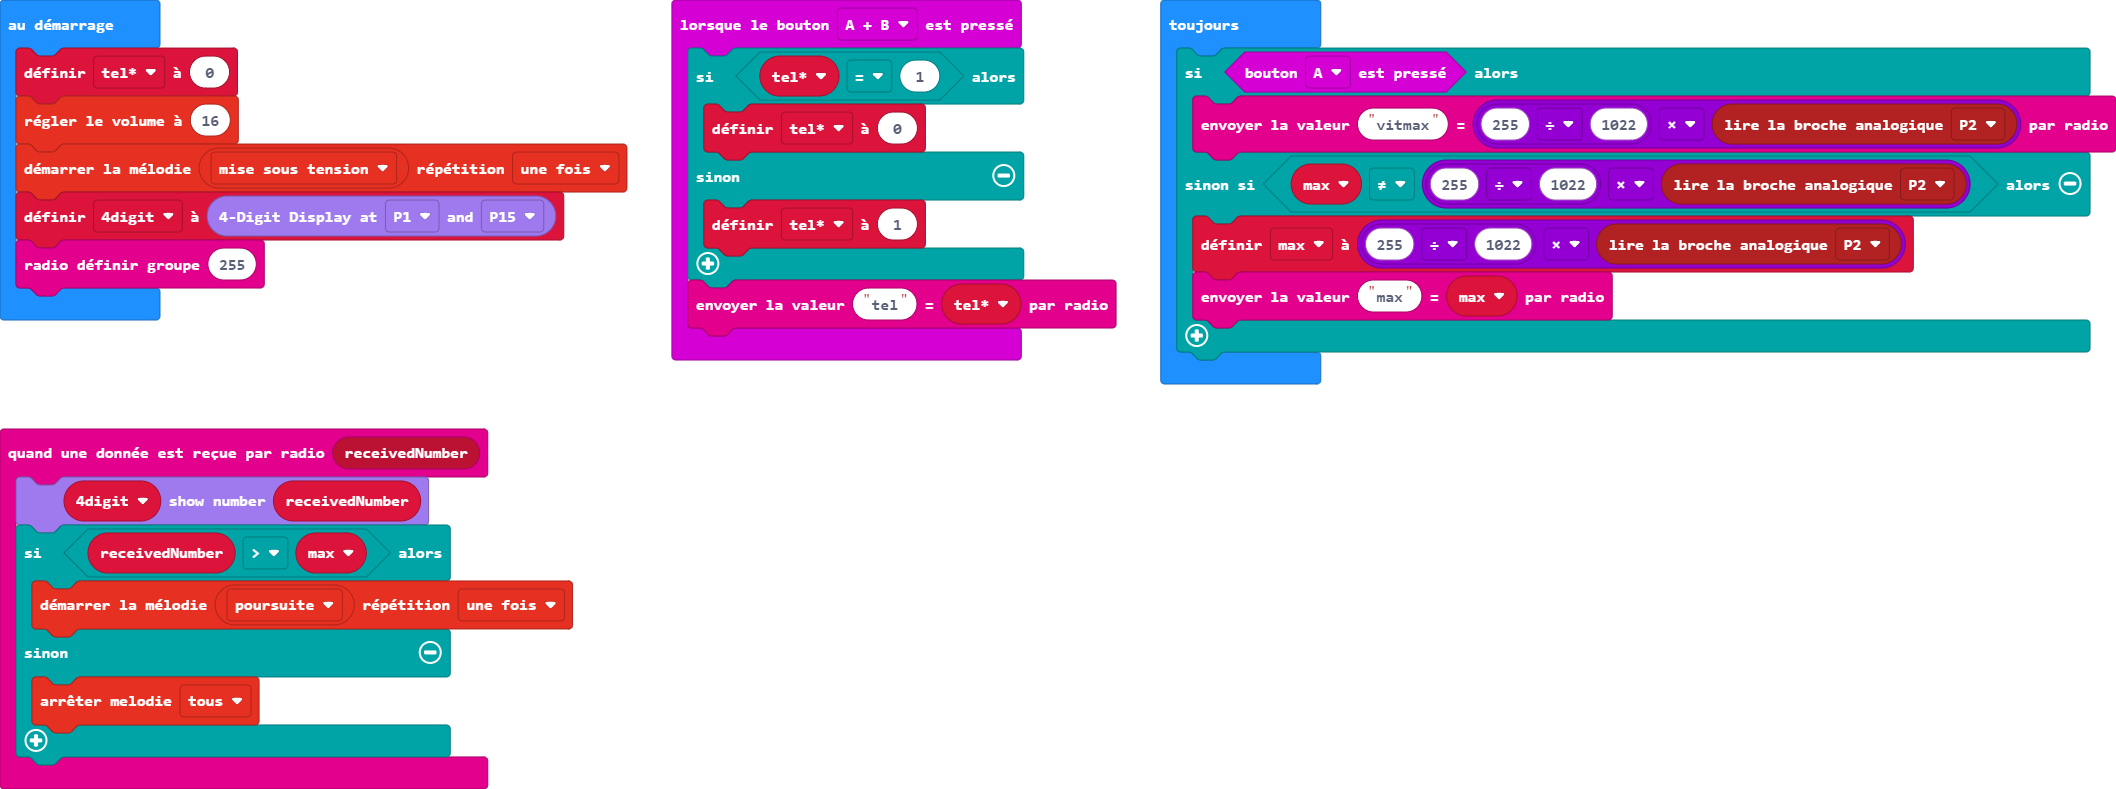 au démarrage
définir tel* à 0
régler le volume à 16
démarrer la mélodie mise sous tension répétition une fois
définir 4digit à 4-Digit Display at P1 and P15
radio définir groupe 255
lorsque le bouton A + B est pressé
si tel* = 1 alors
définir tel* à 0
sinon
définir tel* à 1
envoyer la valeur "tel" = tel* par radio
toujours
si bouton A est pressé alors
envoyer la valeur "vitmax" = 255 ÷ 1022 × lire la broche analogique P2 par radio
sinon si max ≠ 255 ÷ 1022 × lire la broche analogique P2 alors
définir max à 255 ÷ 1022 × lire la broche analogique P2
envoyer la valeur "max" = max par radio
quand une donnée est reçue par radio receivedNumber
4digit show number receivedNumber
si receivedNumber > max alors
démarrer la mélodie poursuite répétition une fois
sinon
arrêter melodie tous